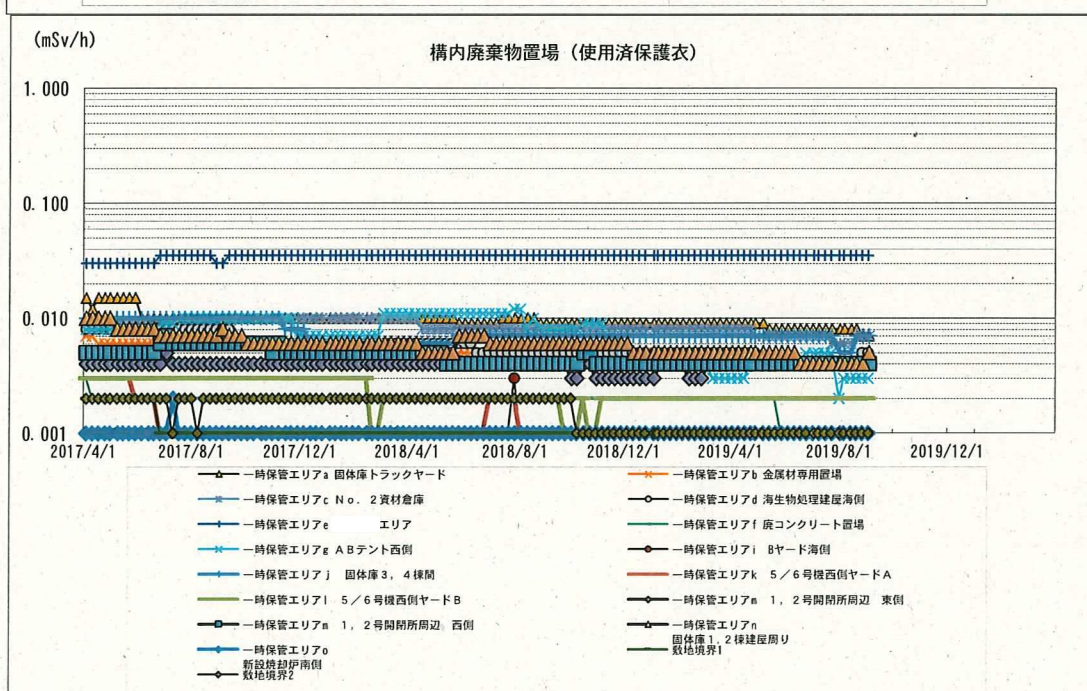 (mSv/h)
構内廃棄物置場（使用済保護衣）
1.000
0.100
0.010
0.001
2017/4/1 2017/8/1 2017/12/1 2018/4/1 2018/8/1 2018/12/1 2019/4/1 2019/8/1 2019/12/1
一時保管エリアa 固体庫トラックヤード
一時保管エリアb 金属材専用置場
一時保管エリアc No．2資材倉庫
一時保管エリアd 海生物処理建屋海側
一時保管エリアe エリア
一時保管エリアf 廃コンクリート置場
一時保管エリアg ABテント西側
一時保管エリアi Bヤード海側
一時保管エリアj 固体庫3，4棟間
一時保管エリアk 5／6号機西側ヤードA
一時保管エリアl 5／6号機西側ヤードB
一時保管エリアm 1，2号開閉所周辺 東側
一時保管エリアm 1，2号開閉所周辺 西側
一時保管エリアn
固体庫1,2棟建屋周り
一時保管エリアo
新設焼却炉南側
敷地境界1
敷地境界2